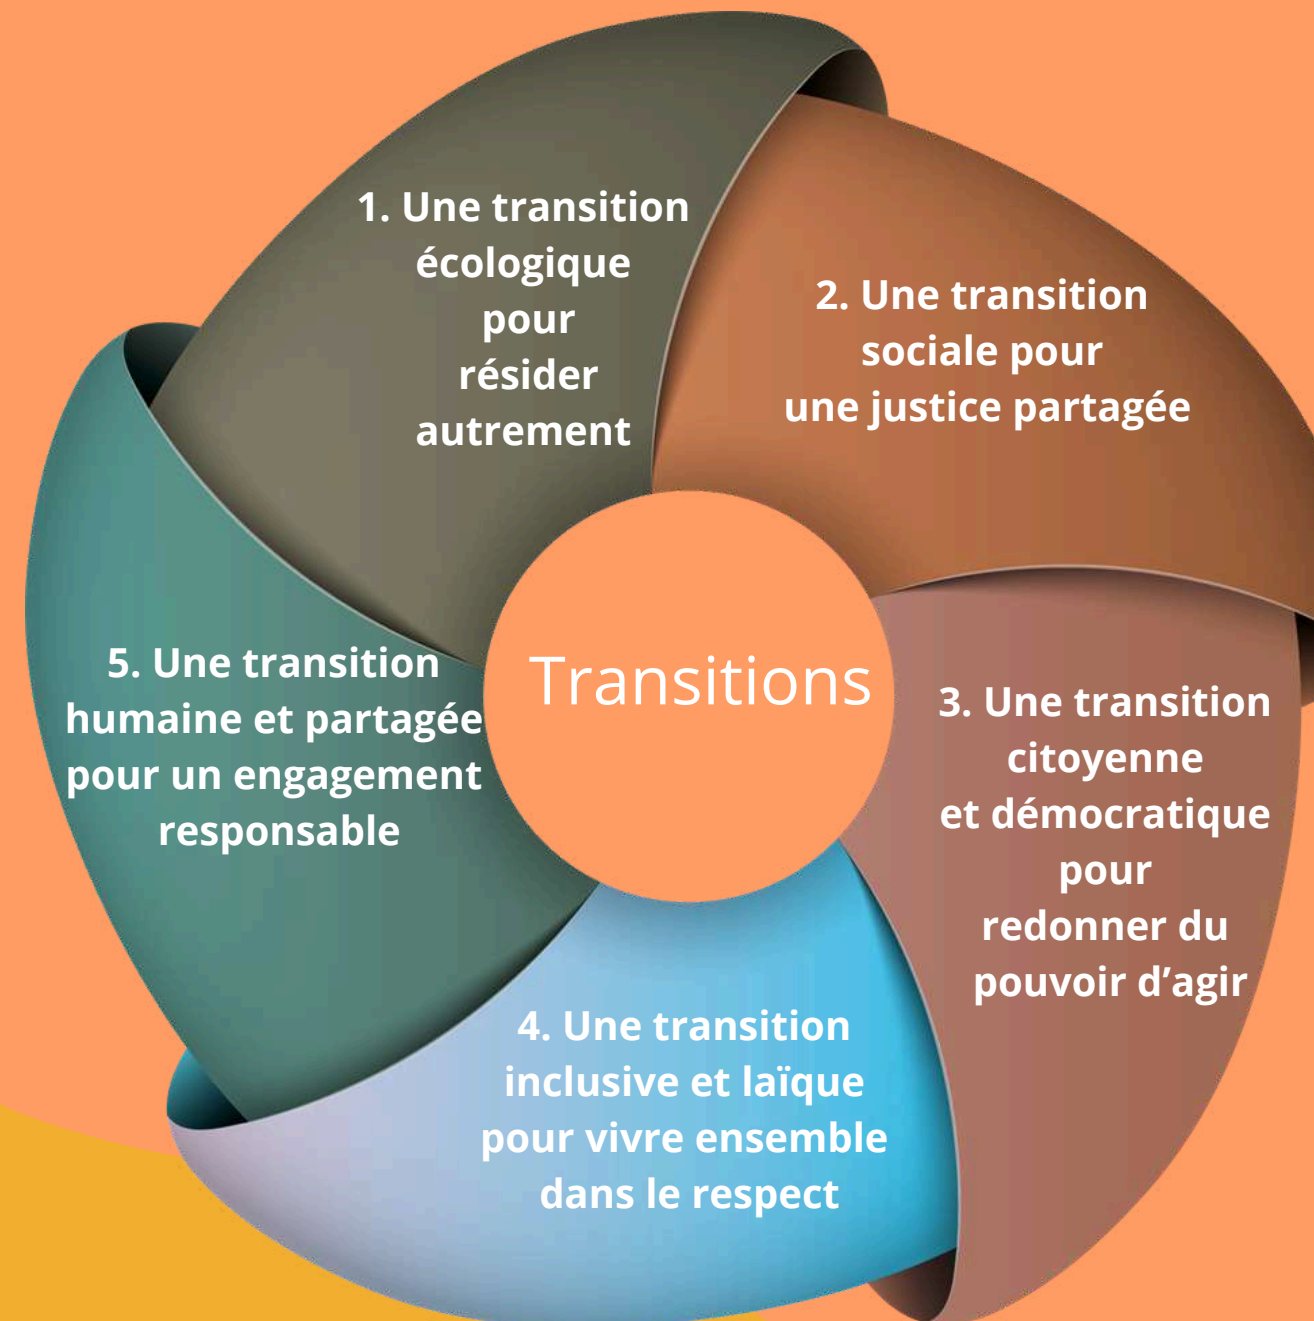 1. Une transition
écologique
pour
résider
autrement
2. Une transition
sociale pour
une justice partagée
3. Une transition
citoyenne
et démocratique
pour
redonner du
pouvoir d’agir
4. Une transition
inclusive et laïque
pour vivre ensemble
dans le respect
5. Une transition
humaine et partagée
pour un engagement
responsable
Transitions